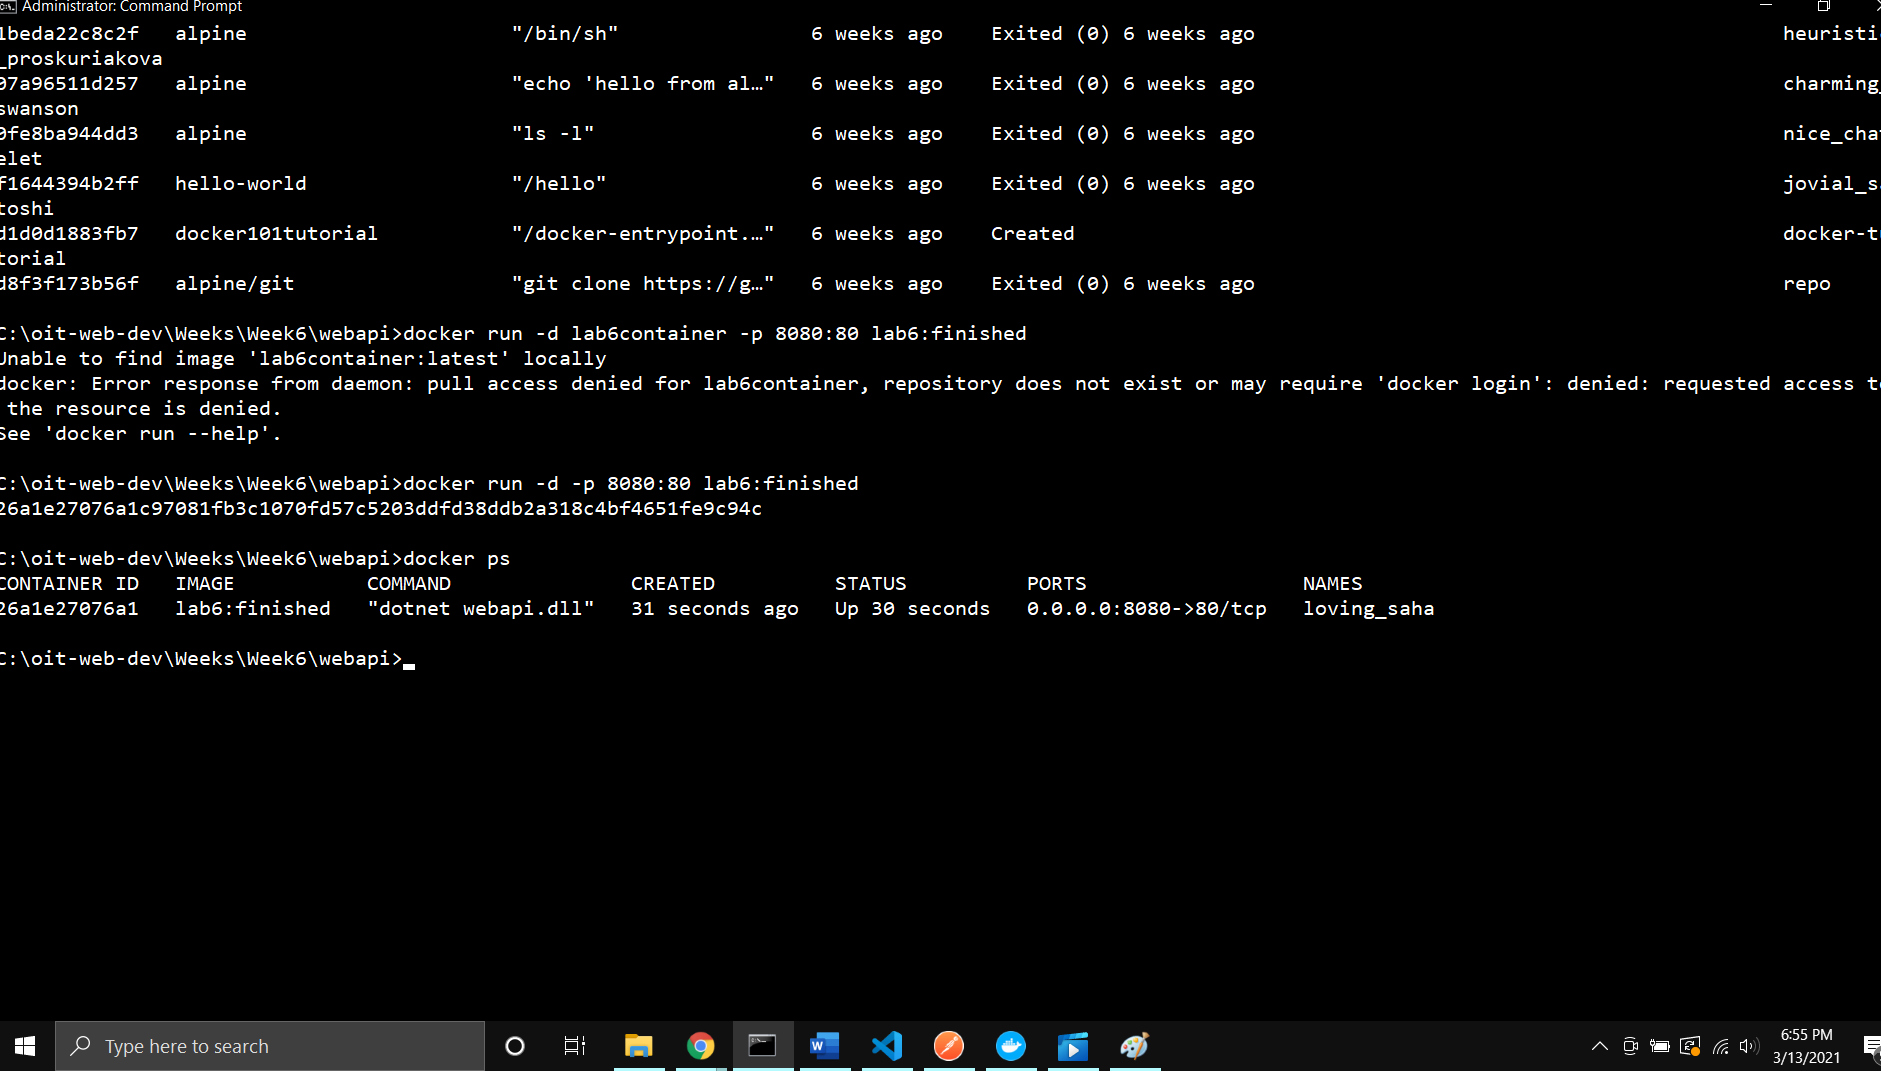 Administrator: Command Prompt
1beda22c8c2f   alpine                      "/bin/sh"                6 weeks ago    Exited (0) 6 weeks ago                                            heuristi
_proskuriakova
07a96511d257   alpine                      "echo 'hello from al…"   6 weeks ago    Exited (0) 6 weeks ago                                            charming_
swanson
0fe8ba944dd3   alpine                      "ls -l"                  6 weeks ago    Exited (0) 6 weeks ago                                            nice_cha
elet
f1644394b2ff   hello-world                 "/hello"                 6 weeks ago    Exited (0) 6 weeks ago                                            jovial_sa
toshi
d1d0d1883fb7   docker101tutorial           "/docker-entrypoint.…"   6 weeks ago    Created                                                           docker-tu
torial
d8f3f173b56f   alpine/git                  "git clone https://g…"   6 weeks ago    Exited (0) 6 weeks ago                                            repo
C:\oit-web-dev\Weeks\Week6\webapi>docker run -d lab6container -p 8080:80 lab6:finished
Unable to find image 'lab6container:latest' locally
docker: Error response from daemon: pull access denied for lab6container, repository does not exist or may require 'docker login': denied: requested access to
 the resource is denied.
See 'docker run --help'.
C:\oit-web-dev\Weeks\Week6\webapi>docker run -d -p 8080:80 lab6:finished
26a1e27076a1c97081fb3c1070fd57c5203ddfd38ddb2a318c4bf4651fe9c94c
C:\oit-web-dev\Weeks\Week6\webapi>docker ps
CONTAINER ID   IMAGE           COMMAND               CREATED          STATUS          PORTS                  NAMES
26a1e27076a1   lab6:finished   "dotnet webapi.dll"   31 seconds ago   Up 30 seconds   0.0.0.0:8080->80/tcp   loving_saha
C:\oit-web-dev\Weeks\Week6\webapi>
Type here to search
6:55 PM
3/13/2021